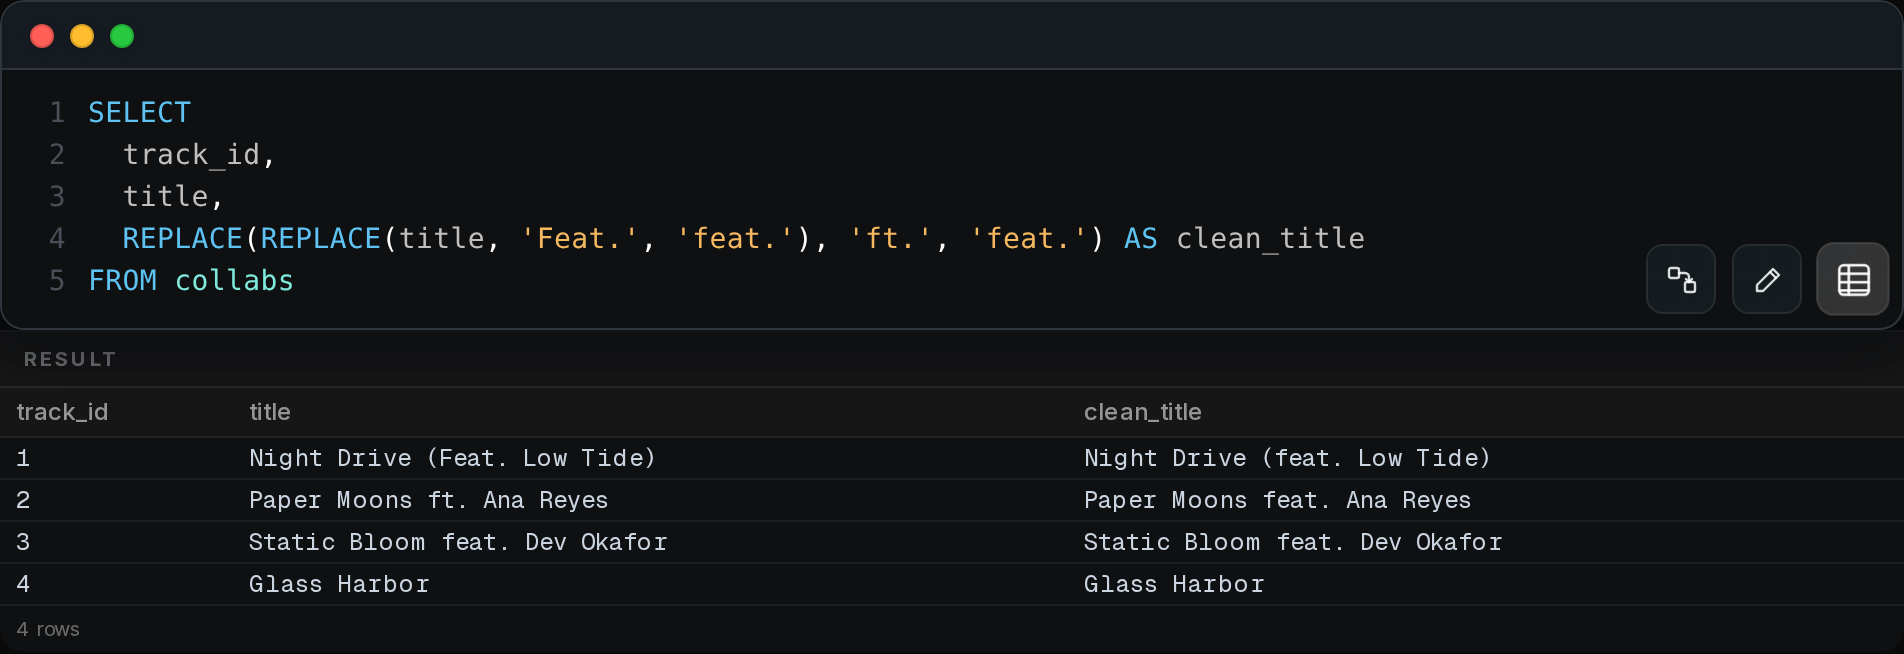 1 SELECT
2   track_id,
3   title,
4   REPLACE(REPLACE(title, 'Feat.', 'feat.'), 'ft.', 'feat.') AS clean_title
5 FROM collabs
RESULT
track_id title clean_title
1 Night Drive (Feat. Low Tide) Night Drive (feat. Low Tide)
2 Paper Moons ft. Ana Reyes Paper Moons feat. Ana Reyes
3 Static Bloom feat. Dev Okafor Static Bloom feat. Dev Okafor
4 Glass Harbor Glass Harbor
4 rows